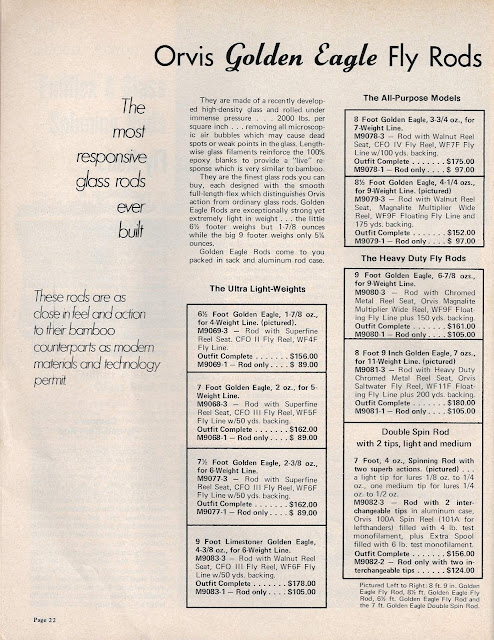 Orvis Golden Eagle Fly Rods
The
most
responsive
glass rods
ever
built
These rods are as
close in feel and action
to their bamboo
counterparts as modern
materials and technology
permit
They are made of a recently develop-
ed high-density glass and rolled under
immense pressure . . . 2000 lbs. per
square inch . . . removing all microscop-
ic air bubbles which may cause dead
spots or weak points in the glass. Length-
wise glass filaments reinforce the 100%
epoxy blanks to provide a "live" re-
sponse which is very similar to bamboo.
They are the finest glass rods you can
buy, each designed with the smooth
full-length flex which distinguishes Orvis
action from ordinary glass rods. Golden
Eagle Rods are exceptionally strong yet
extremely light in weight . . . the little
6½ footer weighs but 1-7/8 ounces
while the big 9 footer weighs only 5¾
ounces.
Golden Eagle Rods come to you
packed in sack and aluminum rod case.
The Ultra Light-Weights
6½ Foot Golden Eagle, 1-7/8 oz.,
for 4-Weight Line. (pictured).
M9069-3 — Rod with Superfine
Reel Seat, CFO II Fly Reel, WF4F
Fly Line.
Outfit Complete . . . . . . . $156.00
M9069-1 — Rod only . . . . $ 89.00
7 Foot Golden Eagle, 2 oz., for 5-
Weight Line.
M9068-3 — Rod with Superfine
Reel Seat, CFO III Fly Reel, WF5F
Fly Line w/50 yds. backing.
Outfit Complete . . . . . . . $162.00
M9068-1 — Rod only . . . . $ 89.00
7½ Foot Golden Eagle, 2-3/8 oz.,
for 6-Weight Line.
M9077-3 — Rod with Superfine
Reel Seat, CFO III Fly Reel, WF6F
Fly Line w/50 yds. backing.
Outfit Complete . . . . . . . $162.00
M9077-1 — Rod only . . . . $ 89.00
9 Foot Limestoner Golden Eagle,
4-3/8 oz., for 6-Weight Line.
M9083-3 — Rod with Walnut Reel
Seat, CFO III Fly Reel, WF6F Fly
Line w/50 yds. backing.
Outfit Complete . . . . . . . $178.00
M9083-1 — Rod only . . . . $105.00
The All-Purpose Models
8 Foot Golden Eagle, 3-3/4 oz., for
7-Weight Line.
M9078-3 — Rod with Walnut Reel
Seat, CFO IV Fly Reel, WF7F Fly
Line w/100 yds. backing.
Outfit Complete . . . . . . . $175.00
M9078-1 — Rod only . . . . $ 97.00
8½ Foot Golden Eagle, 4-1/4 oz.,
for 9-Weight Line. (pictured)
M9079-3 — Rod with Walnut Reel
Seat, Magnalite Multiplier Wide
Reel, WF9F Floating Fly Line and
175 yds. backing.
Outfit Complete . . . . . . . $152.00
M9079-1 — Rod only . . . . $ 97.00
The Heavy Duty Fly Rods
9 Foot Golden Eagle, 6-7/8 oz.,
for 9-Weight Line.
M9080-3 — Rod with Chromed
Metal Reel Seat, Orvis Magnalite
Multiplier Wide Reel, WF9F Float-
ing Fly Line plus 150 yds. backing.
Outfit Complete . . . . . . . $161.00
M9080-1 — Rod only . . . . $105.00
8 Foot 9 Inch Golden Eagle, 7 ozs.,
for 11-Weight Line. (pictured)
M9081-3 — Rod with Heavy Duty
Chromed Metal Reel Seat, Orvis
Saltwater Fly Reel, WF11F Float-
ing Fly Line plus 200 yds. backing.
Outfit Complete . . . . . . . $180.00
M9081-1 — Rod only . . . . $105.00
Double Spin Rod
with 2 tips, light and medium
7 Foot, 4 oz., Spinning Rod with
two superb actions. (pictured) . . .
a light tip for lures 1/8 oz. to 1/4
oz., one medium tip for lures 1/4
oz. to 1/2 oz.
M9082-3 — Rod with 2 inter-
changeable tips in aluminum case,
Orvis 100A Spin Reel (101A for
lefthanders) filled with 4 lb. test
monofilament, plus Extra Spool
filled with 6 lb. test monofilament.
Outfit Complete . . . . . . . $156.00
M9082-2 — Rod only with two in-
terchangeable tips . . . . . . $124.00
Pictured Left to Right: 8 ft. 9 in. Golden
Eagle Fly Rod, 8½ ft. Golden Eagle Fly
Rod, 6½ ft. Golden Eagle Fly Rod and
the 7 ft. Golden Eagle Double Spin Rod.
Page 22